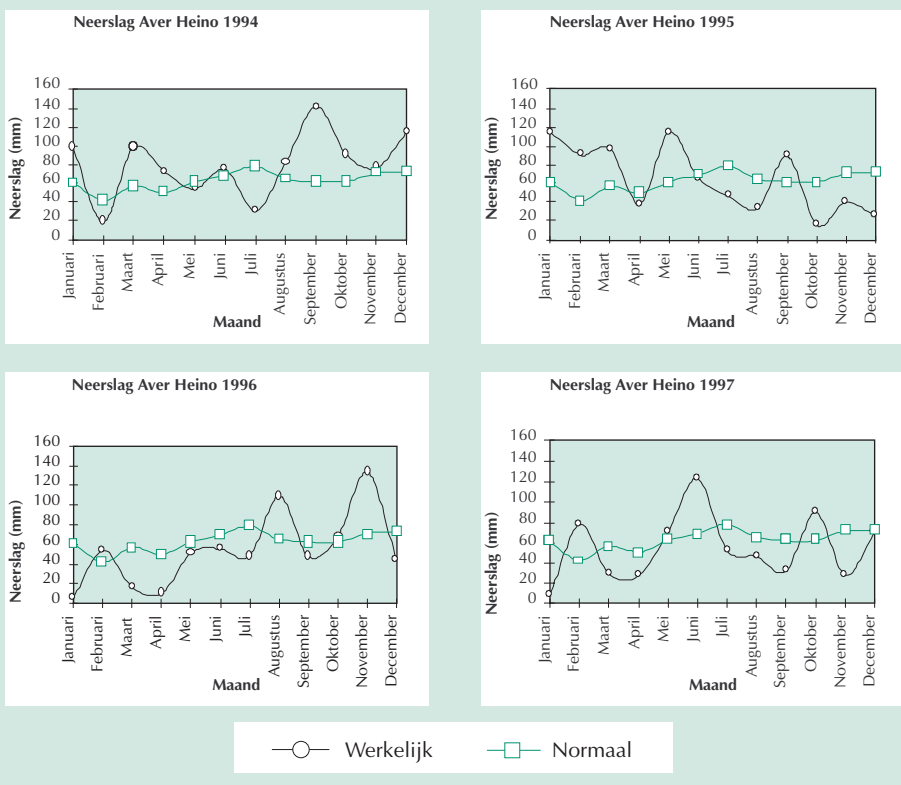 Neerslag Aver Heino 1994
Neerslag (mm)
160
140
120
100
80
60
40
20
0
Januari
Februari
Maart
April
Mei
Juni
Juli
Augustus
September
Oktober
November
December
Maand
Neerslag Aver Heino 1995
Neerslag (mm)
160
140
120
100
80
60
40
20
0
Januari
Februari
Maart
April
Mei
Juni
Juli
Augustus
September
Oktober
November
December
Maand
Neerslag Aver Heino 1996
Neerslag (mm)
160
140
120
100
80
60
40
20
0
Januari
Februari
Maart
April
Mei
Juni
Juli
Augustus
September
Oktober
November
December
Maand
Neerslag Aver Heino 1997
Neerslag (mm)
160
140
120
100
80
60
40
20
0
Januari
Februari
Maart
April
Mei
Juni
Juli
Augustus
September
Oktober
November
December
Maand
Werkelijk
Normaal